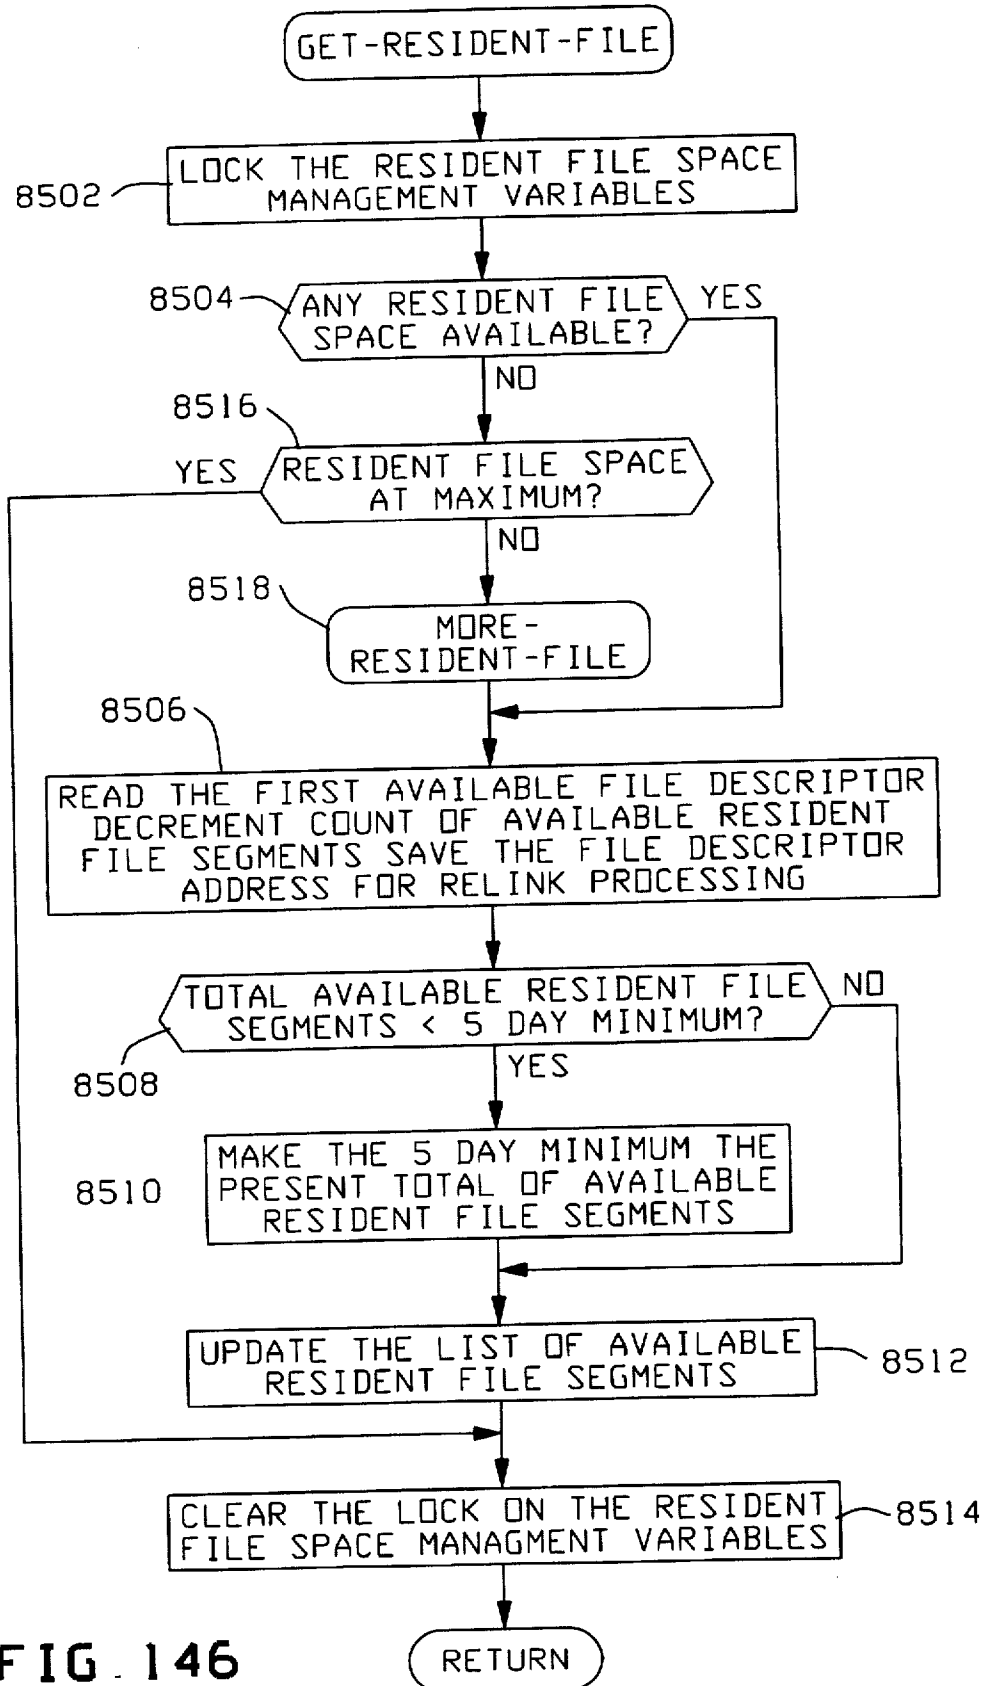 GET-RESIDENT-FILE
8502
LOCK THE RESIDENT FILE SPACE
MANAGEMENT VARIABLES
8504
ANY RESIDENT FILE
SPACE AVAILABLE?
YES
NO
8516
YES
RESIDENT FILE SPACE
AT MAXIMUM?
NO
8518
MORE-
RESIDENT-FILE
8506
READ THE FIRST AVAILABLE FILE DESCRIPTOR
DECREMENT COUNT OF AVAILABLE RESIDENT
FILE SEGMENTS SAVE THE FILE DESCRIPTOR
ADDRESS FOR RELINK PROCESSING
TOTAL AVAILABLE RESIDENT FILE
SEGMENTS < 5 DAY MINIMUM?
NO
8508
YES
8510
MAKE THE 5 DAY MINIMUM THE
PRESENT TOTAL OF AVAILABLE
RESIDENT FILE SEGMENTS
UPDATE THE LIST OF AVAILABLE
RESIDENT FILE SEGMENTS
8512
CLEAR THE LOCK ON THE RESIDENT
FILE SPACE MANAGMENT VARIABLES
8514
RETURN
FIG. 146